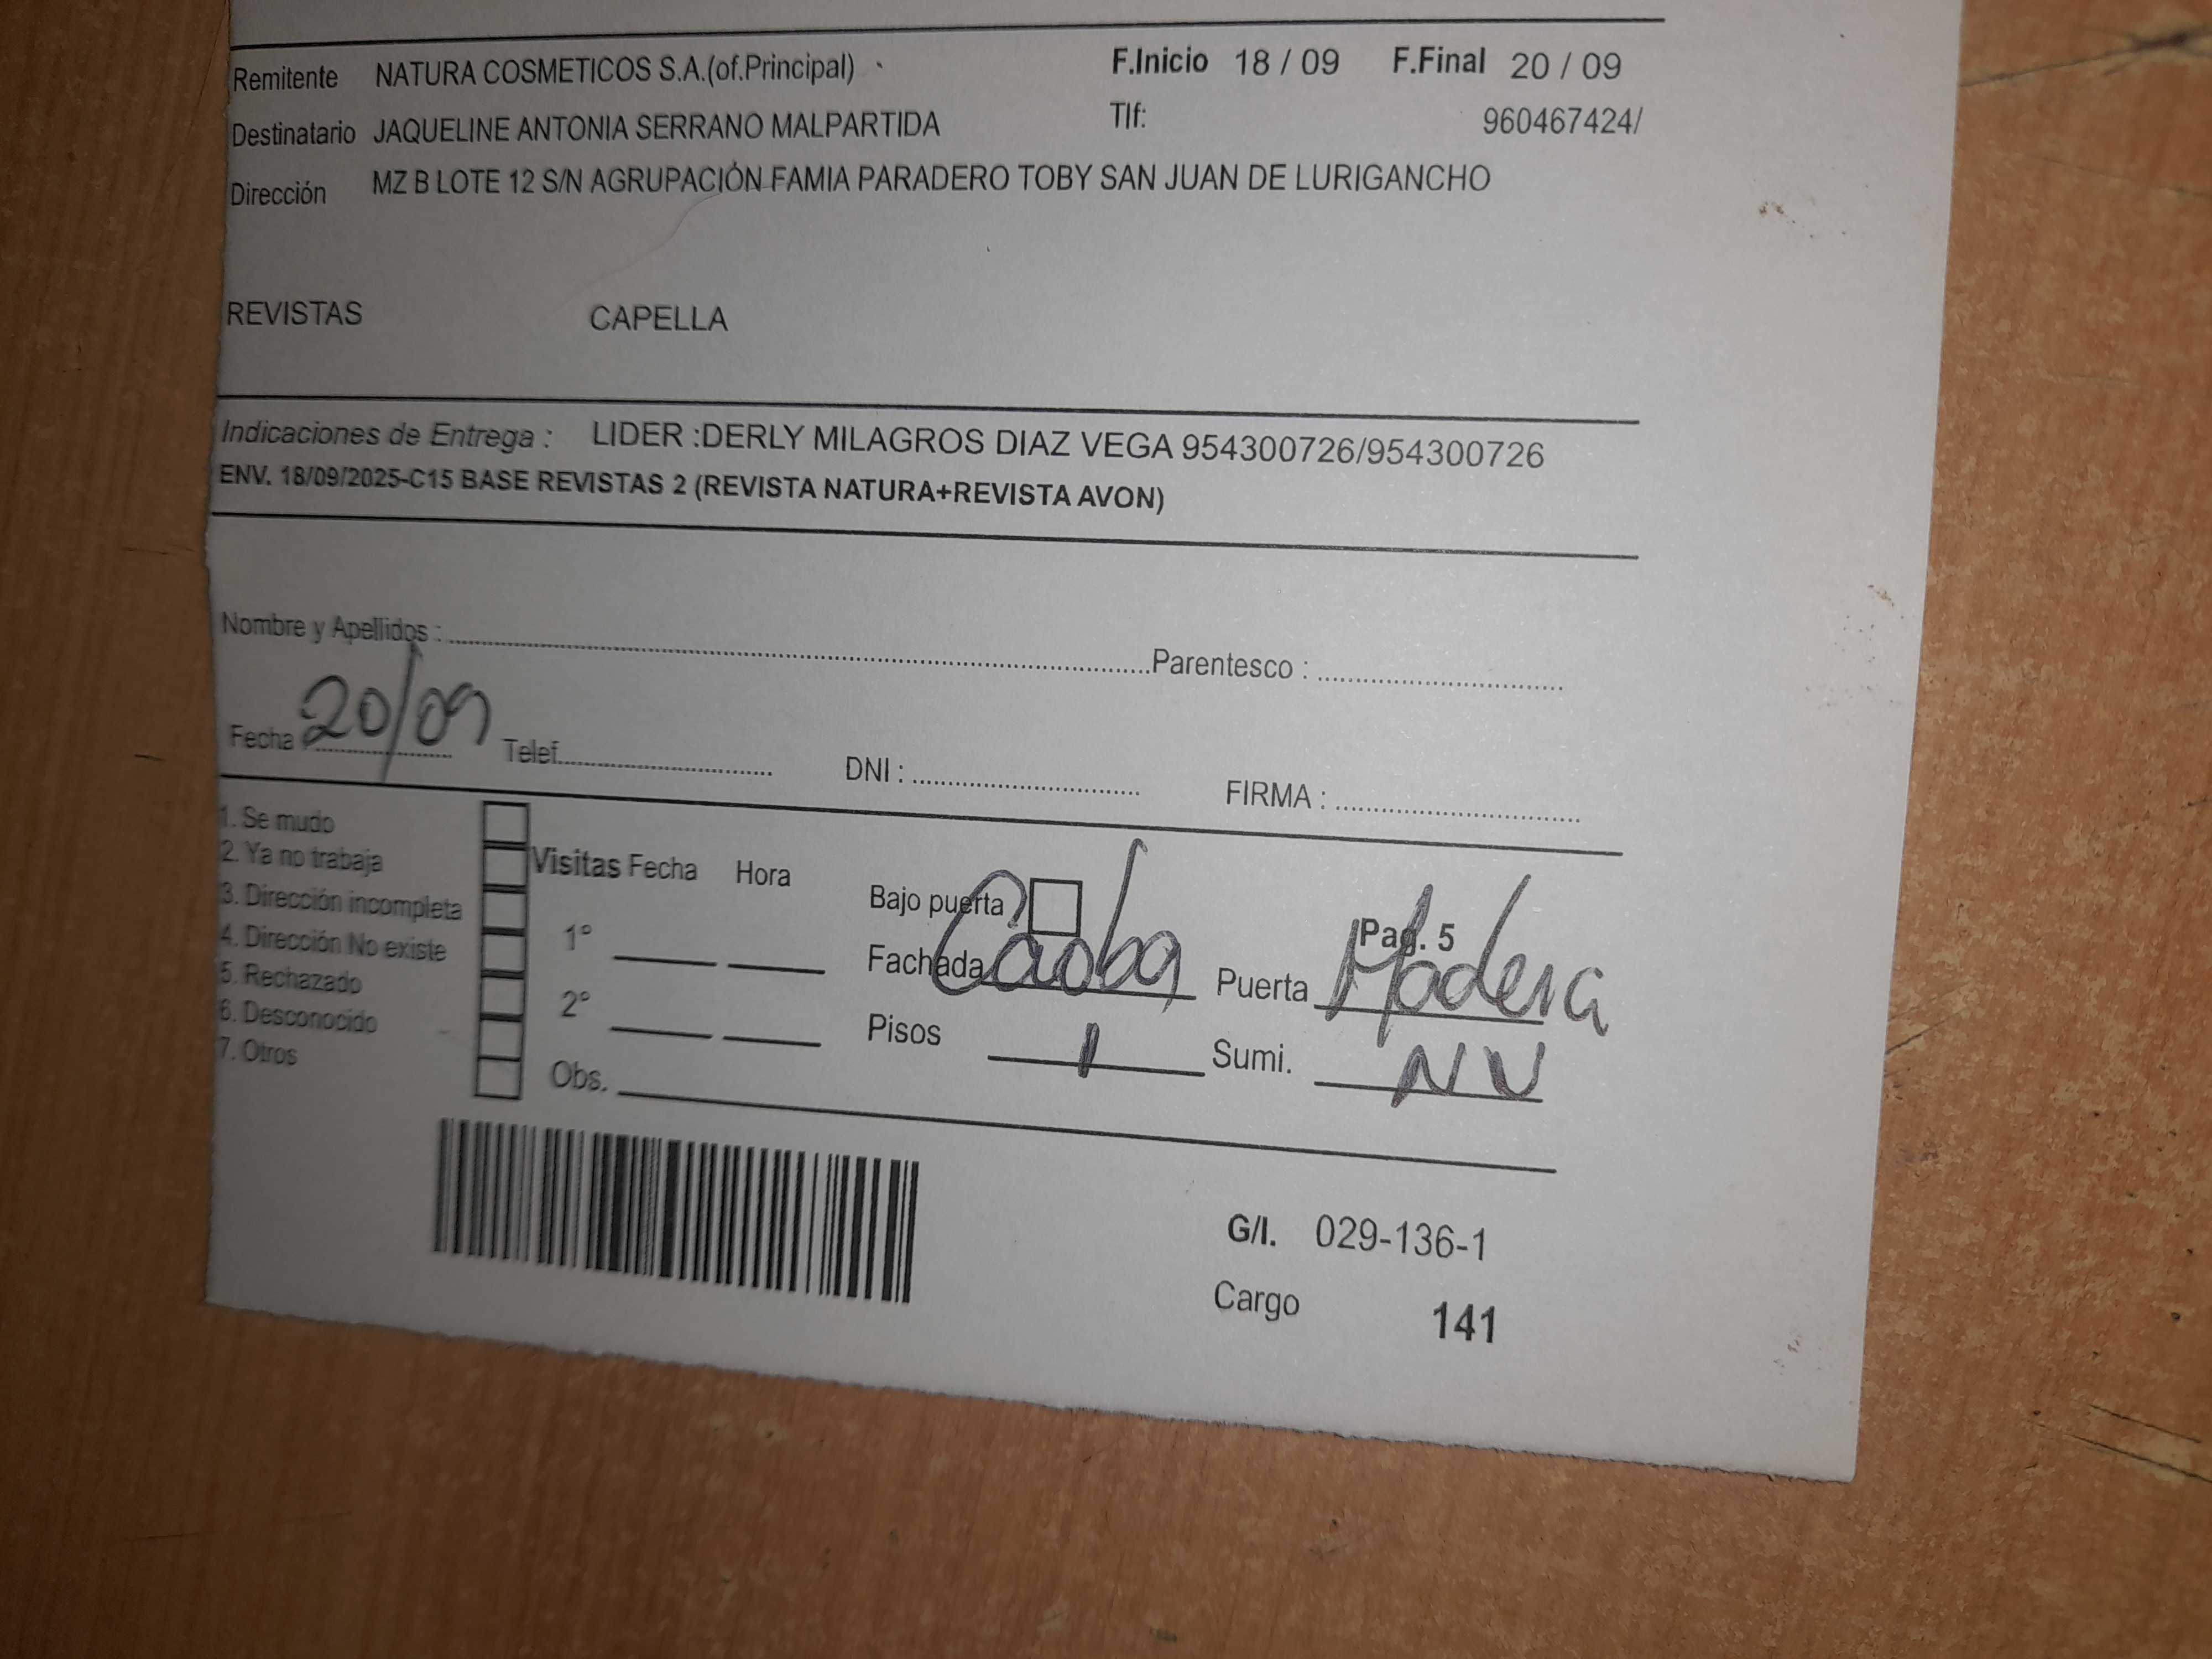 Remitente NATURA COSMETICOS S.A.(of.Principal) F.Inicio 18 / 09 F.Final 20 / 09
Destinatario JAQUELINE ANTONIA SERRANO MALPARTIDA Tlf: 960467424/
Dirección MZ B LOTE 12 S/N AGRUPACIÓN FAMIA PARADERO TOBY SAN JUAN DE LURIGANCHO
REVISTAS CAPELLA
Indicaciones de Entrega : LIDER :DERLY MILAGROS DIAZ VEGA 954300726/954300726
ENV. 18/09/2025-C15 BASE REVISTAS 2 (REVISTA NATURA+REVISTA AVON)
Nombre y Apellidos : Parentesco :
Fecha 20/09 Telef. DNI : FIRMA :
1. Se mudo
2. Ya no trabaja
3. Dirección incompleta
4. Dirección No existe
5. Rechazado
6. Desconocido
7. Otros
Visitas Fecha Hora
1°
2°
Obs.
Bajo puerta Pag. 5
Fachada Caoba Puerta Madera
Pisos 1 Sumi. NV
G/I. 029-136-1
Cargo 141